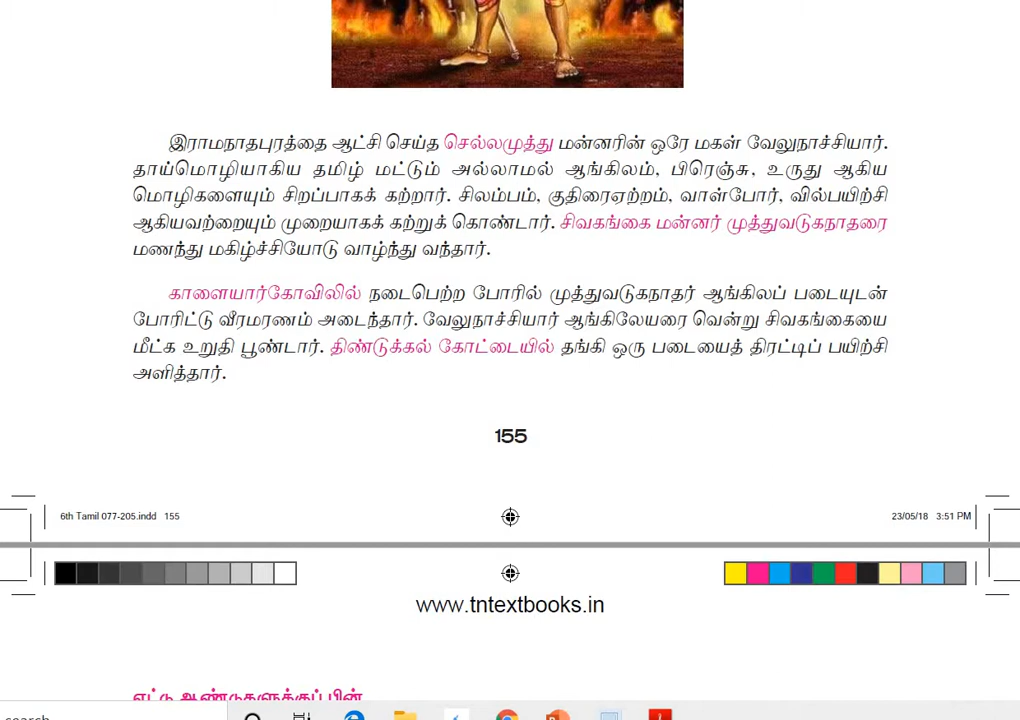 இராமநாதபுரத்தை ஆட்சி செய்த செல்லமுத்து மன்னரின் ஒரே மகள் வேலுநாச்சியார்.
தாய்மொழியாகிய தமிழ் மட்டும் அல்லாமல் ஆங்கிலம், பிரெஞ்சு, உருது ஆகிய
மொழிகளையும் சிறப்பாகக் கற்றார். சிலம்பம், குதிரைஏற்றம், வாள்போர், வில்பயிற்சி
ஆகியவற்றையும் முறையாகக் கற்றுக் கொண்டார். சிவகங்கை மன்னர் முத்துவடுகநாதரை
மணந்து மகிழ்ச்சியோடு வாழ்ந்து வந்தார்.
காளையார்கோவிலில் நடைபெற்ற போரில் முத்துவடுகநாதர் ஆங்கிலப் படையுடன்
போரிட்டு வீரமரணம் அடைந்தார். வேலுநாச்சியார் ஆங்கிலேயரை வென்று சிவகங்கையை
மீட்க உறுதி பூண்டார். திண்டுக்கல் கோட்டையில் தங்கி ஒரு படையைத் திரட்டிப் பயிற்சி
அளித்தார்.
155
6th Tamil 077-205.indd 155 23/05/18 3:51 PM
www.tntextbooks.in
எட்டு ஆண்டுகளுக்குப் பின்
search